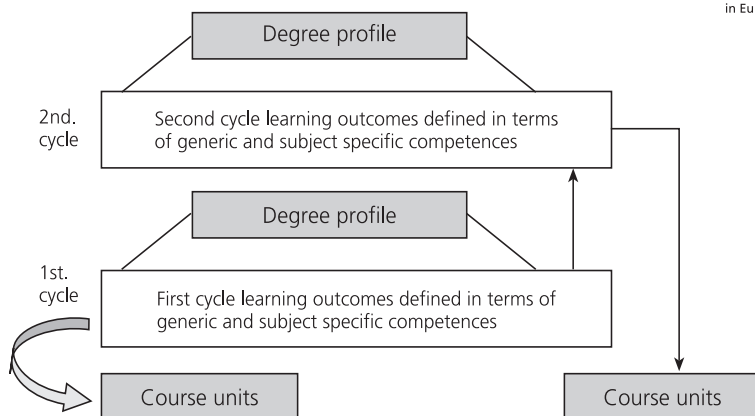 in Eu
Degree profile
2nd.
cycle
Second cycle learning outcomes defined in terms
of generic and subject specific competences
Degree profile
1st.
cycle
First cycle learning outcomes defined in terms of
generic and subject specific competences
Course units
Course units